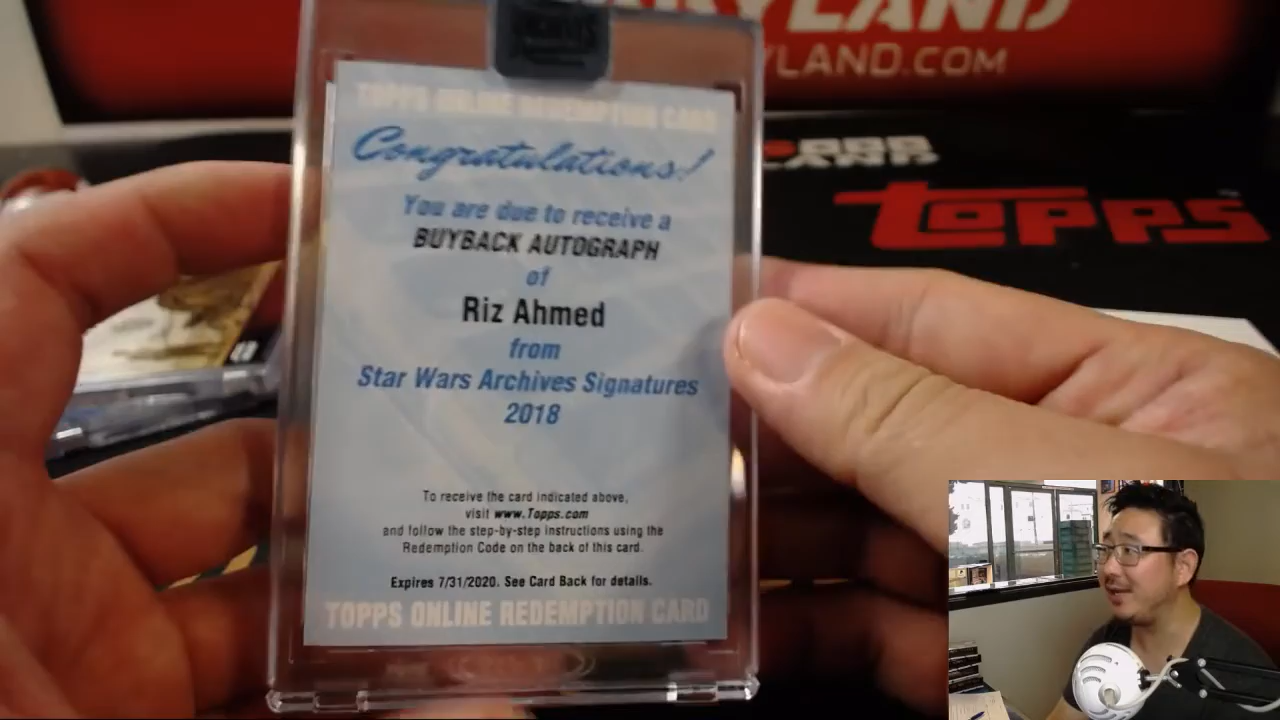 RYLAND
YLAND.COM
LAND
TOPPS
TOPPS ONLINE REDEMPTION CARD
Congratulations!
You are due to receive a
BUYBACK AUTOGRAPH
of
Riz Ahmed
from
Star Wars Archives Signatures
2018
To receive the card indicated above,
visit www.Topps.com
and follow the step-by-step instructions using the
Redemption Code on the back of this card.
Expires 7/31/2020. See Card Back for details.
TOPPS ONLINE REDEMPTION CARD